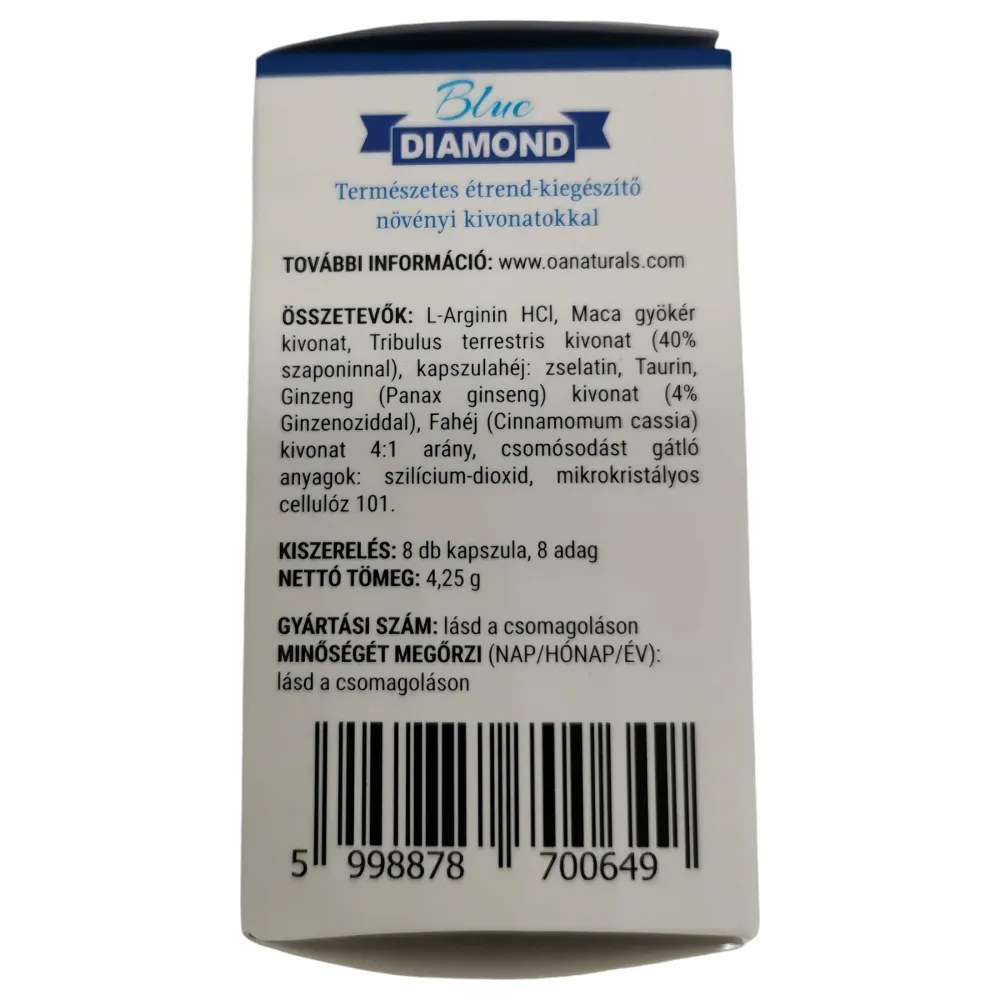 Blue
DIAMOND
Természetes étrend-kiegészítő
növényi kivonatokkal
TOVÁBBI INFORMÁCIÓ: www.oanaturals.com
ÖSSZETEVŐK: L-Arginin HCl, Maca gyökér
kivonat, Tribulus terrestris kivonat (40%
szaponinnal), kapszulahéj: zselatin, Taurin,
Ginzeng (Panax ginseng) kivonat (4%
Ginzenoziddal), Fahéj (Cinnamomum cassia)
kivonat 4:1 arány, csomósodást gátló
anyagok: szilícium-dioxid, mikrokristályos
cellulóz 101.
KISZERELÉS: 8 db kapszula, 8 adag
NETTÓ TÖMEG: 4,25 g
GYÁRTÁSI SZÁM: lásd a csomagoláson
MINŐSÉGÉT MEGŐRZI (NAP/HÓNAP/ÉV):
lásd a csomagoláson
5 998878 700649